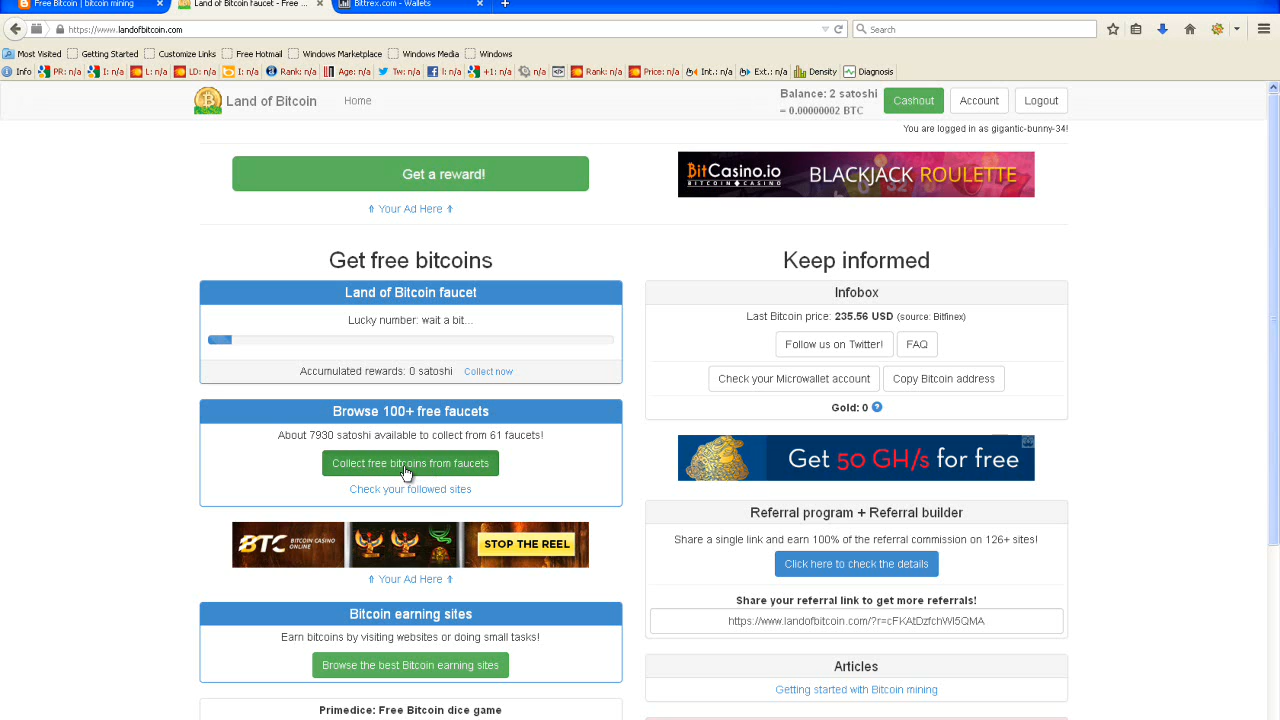 Free Bitcoin | bitcoin mining
Land of Bitcoin faucet - Free ...
Bittrex.com - Wallets
https://www.landofbitcoin.com
Search
Most Visited
Getting Started
Customize Links
Free Hotmail
Windows Marketplace
Windows Media
Windows
Info
PR: n/a
I: n/a
L: n/a
LD: n/a
I: n/a
Rank: n/a
Age: n/a
Tw: n/a
l: n/a
+1: n/a
n/a
Rank: n/a
Price: n/a
Int.: n/a
Ext.: n/a
Density
Diagnosis
Land of Bitcoin
Home
Balance: 2 satoshi
= 0.00000002 BTC
Cashout
Account
Logout
You are logged in as gigantic-bunny-34!
Get a reward!
⇑ Your Ad Here ⇑
BitCasino.io
BITCOIN CASINO
BLACKJACK ROULETTE
Get free bitcoins
Land of Bitcoin faucet
Lucky number: wait a bit...
Accumulated rewards: 0 satoshi Collect now
Browse 100+ free faucets
About 7930 satoshi available to collect from 61 faucets!
Collect free bitcoins from faucets
Check your followed sites
BTC BITCOIN CASINO
ONLINE
STOP THE REEL
⇑ Your Ad Here ⇑
Bitcoin earning sites
Earn bitcoins by visiting websites or doing small tasks!
Browse the best Bitcoin earning sites
Primedice: Free Bitcoin dice game
Keep informed
Infobox
Last Bitcoin price: 235.56 USD (source: Bitfinex)
Follow us on Twitter!
FAQ
Check your Microwallet account
Copy Bitcoin address
Gold: 0 ?
Get 50 GH/s for free
Referral program + Referral builder
Share a single link and earn 100% of the referral commission on 126+ sites!
Click here to check the details
Share your referral link to get more referrals!
Articles
Getting started with Bitcoin mining